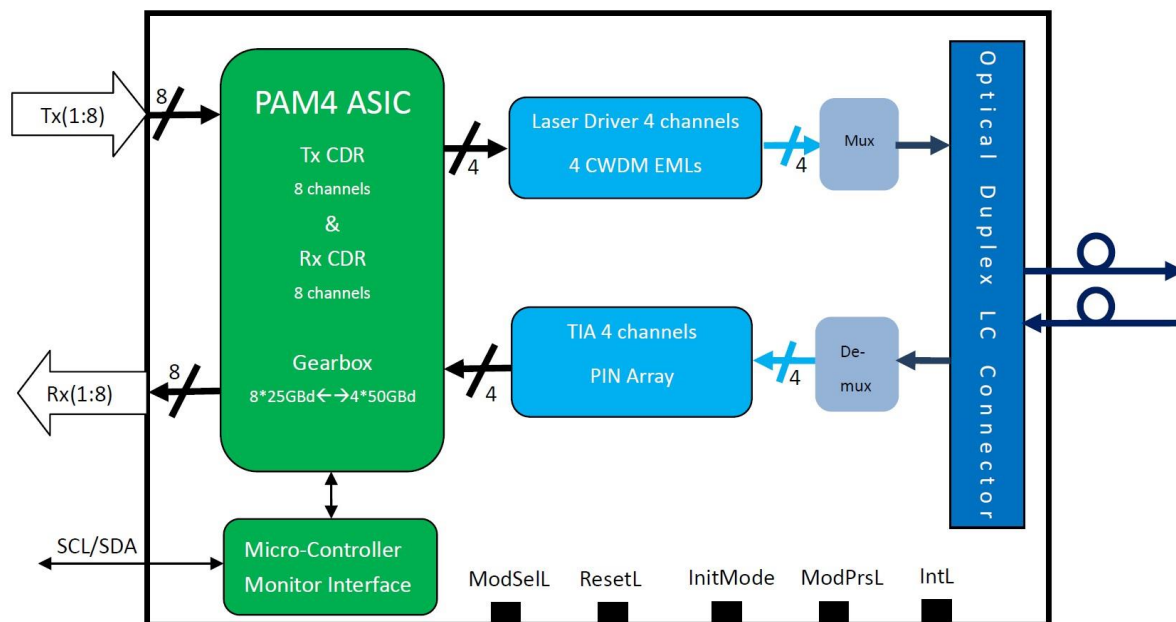 Tx(1:8)
8
PAM4 ASIC
Tx CDR
8 channels
&
Rx CDR
8 channels
Gearbox
8*25GBd←→4*50GBd
4
Laser Driver 4 channels
4 CWDM EMLs
4
Mux
Optical Duplex LC Connector
Rx(1:8)
8
4
TIA 4 channels
PIN Array
4
De-
mux
SCL/SDA
Micro-Controller
Monitor Interface
ModSelL
ResetL
InitMode
ModPrsL
IntL